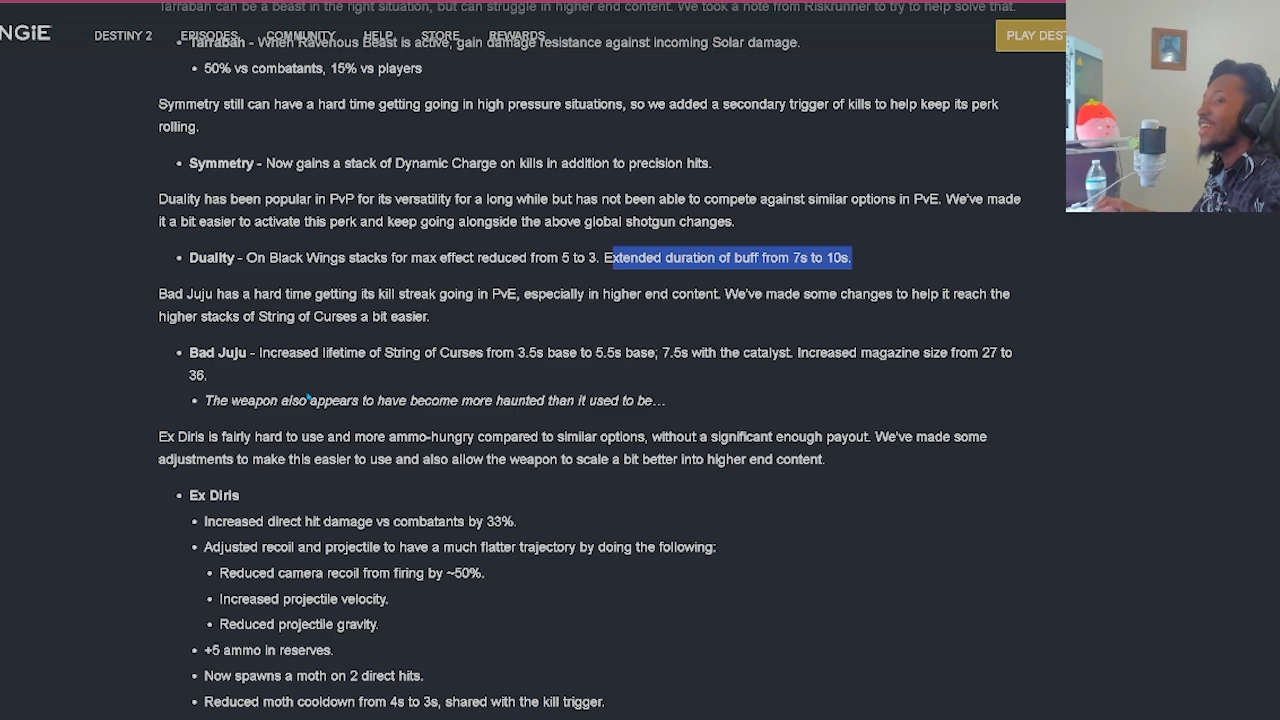 Tarrabah can be a beast in the right situation, but can struggle in higher end content. We took a note from Riskrunner to try to help solve that.
NGiE
DESTINY 2 EPISODES COMMUNITY HELP STORE REWARDS
PLAY DEST
• Tarrabah - When Ravenous Beast is active, gain damage resistance against incoming Solar damage.
• 50% vs combatants, 15% vs players
Symmetry still can have a hard time getting going in high pressure situations, so we added a secondary trigger of kills to help keep its perk
rolling.
• Symmetry - Now gains a stack of Dynamic Charge on kills in addition to precision hits.
Duality has been popular in PvP for its versatility for a long while but has not been able to compete against similar options in PvE. We've made
it a bit easier to activate this perk and keep going alongside the above global shotgun changes.
• Duality - On Black Wings stacks for max effect reduced from 5 to 3. Extended duration of buff from 7s to 10s.
Bad Juju has a hard time getting its kill streak going in PvE, especially in higher end content. We've made some changes to help it reach the
higher stacks of String of Curses a bit easier.
• Bad Juju - Increased lifetime of String of Curses from 3.5s base to 5.5s base; 7.5s with the catalyst. Increased magazine size from 27 to
36.
• The weapon also appears to have become more haunted than it used to be…
Ex Diris is fairly hard to use and more ammo-hungry compared to similar options, without a significant enough payout. We've made some
adjustments to make this easier to use and also allow the weapon to scale a bit better into higher end content.
• Ex Diris
• Increased direct hit damage vs combatants by 33%.
• Adjusted recoil and projectile to have a much flatter trajectory by doing the following:
• Reduced camera recoil from firing by ~50%.
• Increased projectile velocity.
• Reduced projectile gravity.
• +5 ammo in reserves.
• Now spawns a moth on 2 direct hits.
• Reduced moth cooldown from 4s to 3s, shared with the kill trigger.